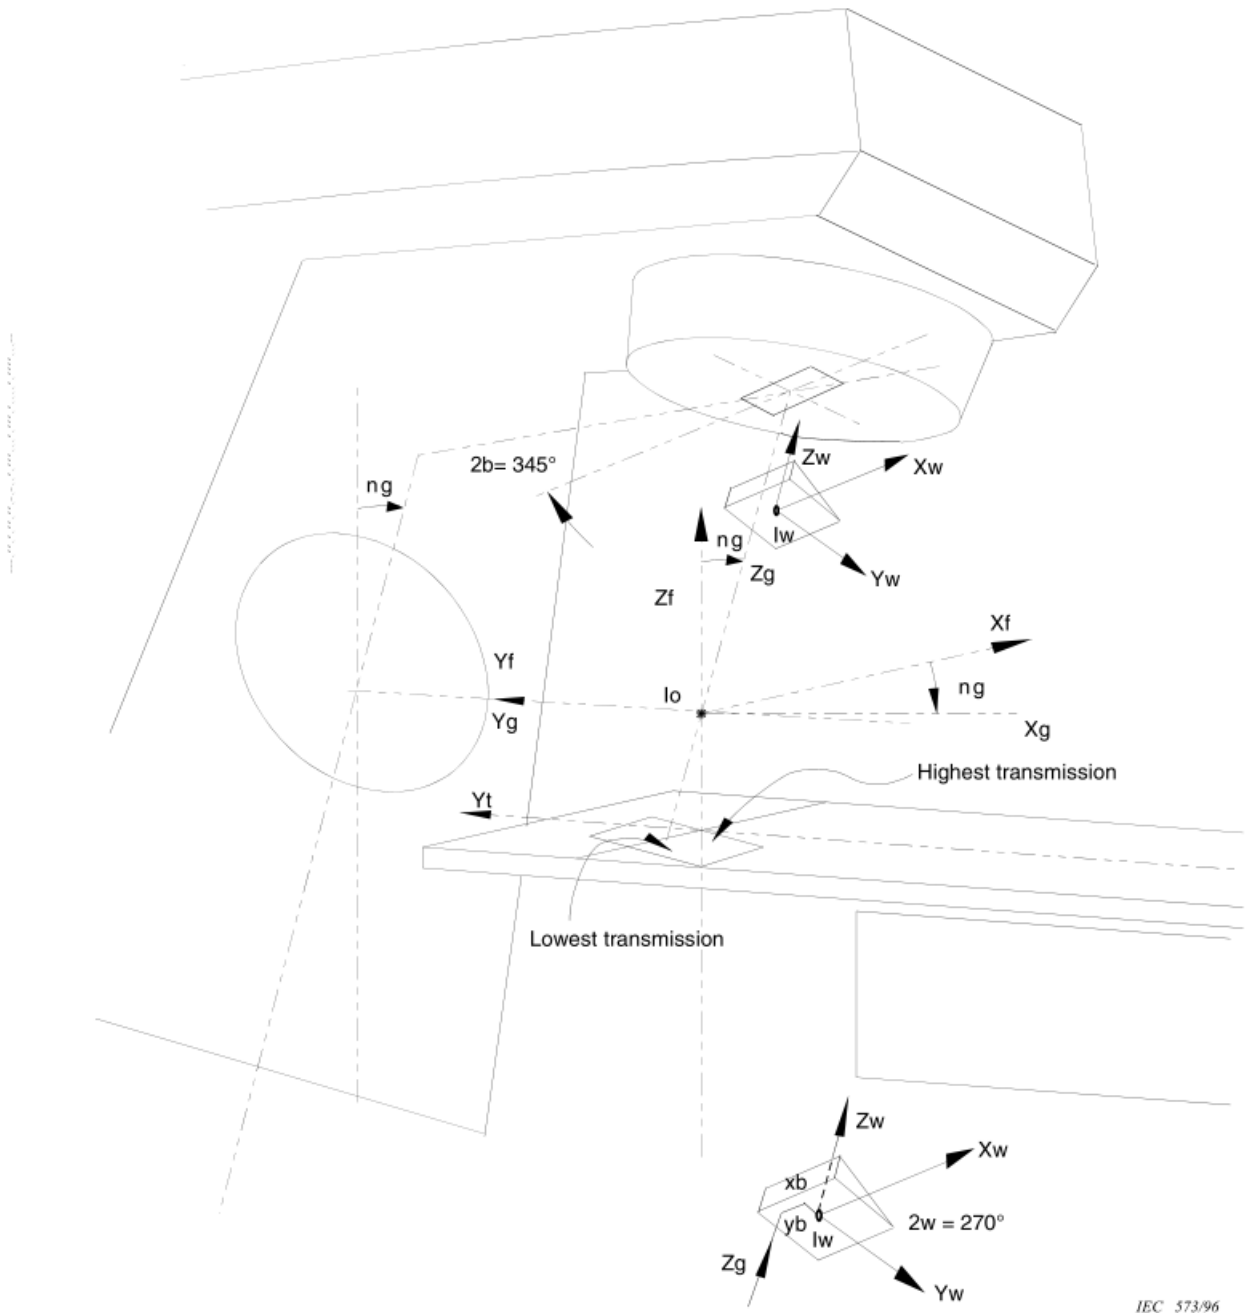 Zw
Xw
2b= 345°
ng
Iw
ng
Zg
Yw
Zf
Xf
Yf
Io
ng
Yg
Xg
Highest transmission
Yt
Lowest transmission
Zw
Xw
xb
2w = 270°
yb
Iw
Zg
Yw
IEC 573/96